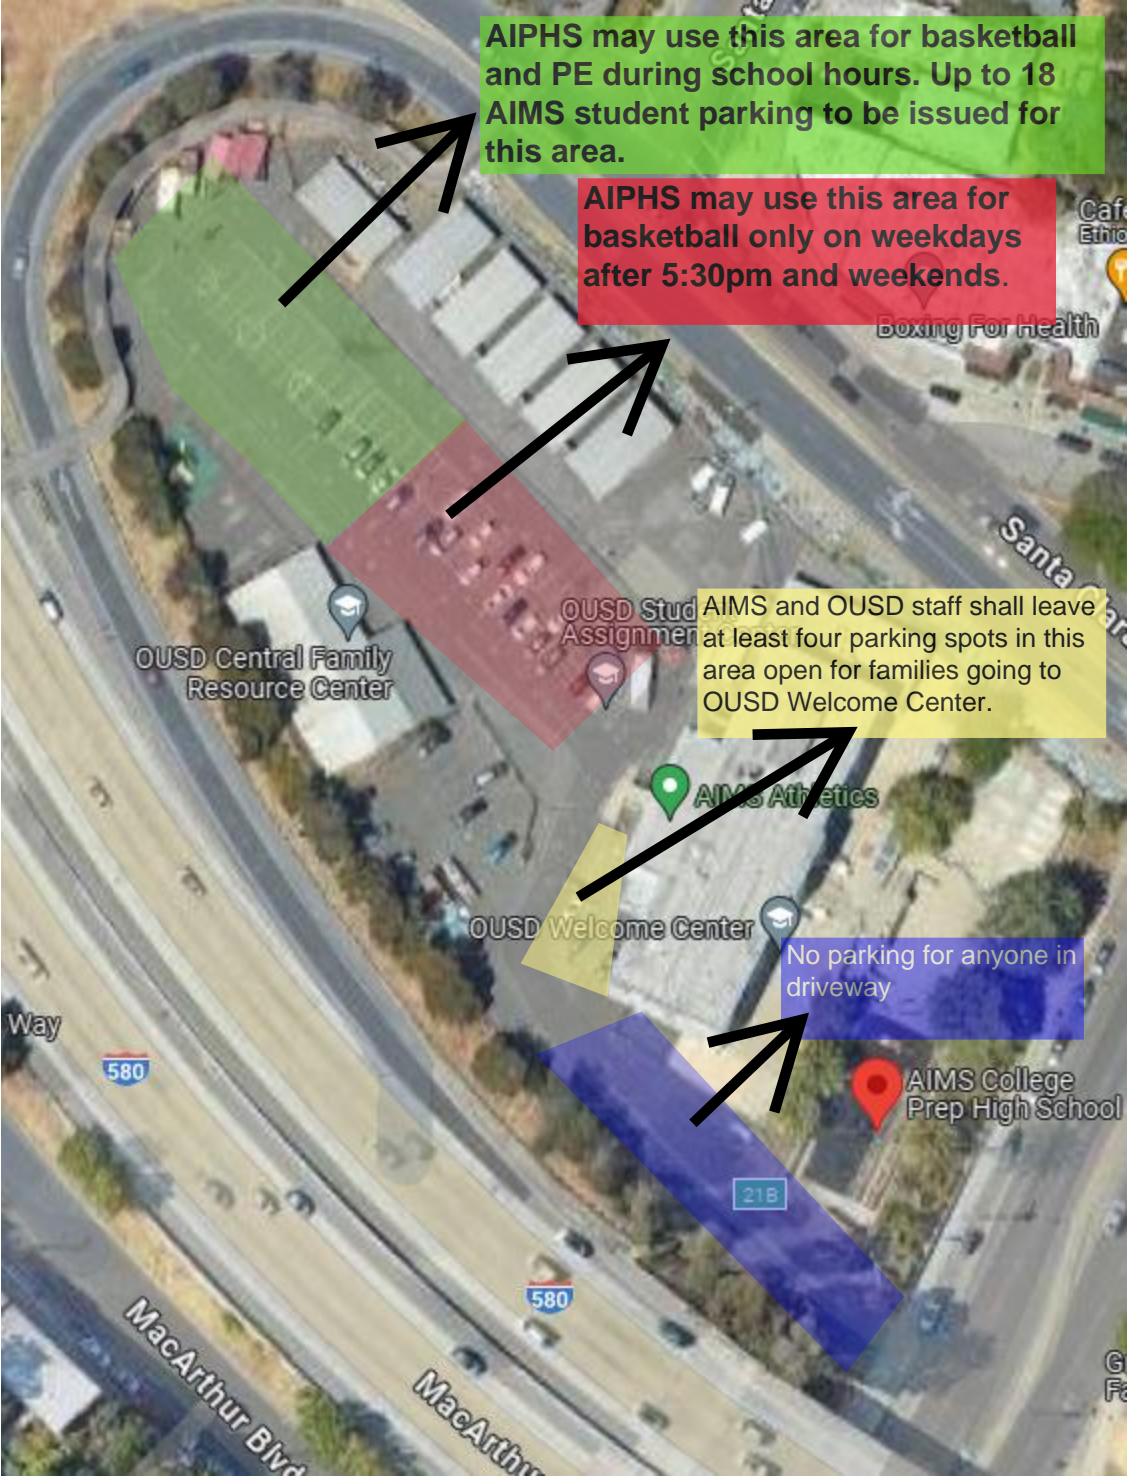 AIPHS may use this area for basketball
and PE during school hours. Up to 18
AIMS student parking to be issued for
this area.
AIPHS may use this area for
basketball only on weekdays
after 5:30pm and weekends.
Boxing For Health
Santa
OUSD Central Family
Resource Center
OUSD
AIMS and OUSD staff shall leave
at least four parking spots in this
area open for families going to
OUSD Welcome Center.
AIMS Athletics
OUSD Welcome Center
No parking for anyone in
driveway
Way
580
AIMS College
Prep High School
21B
580
MacArthur Blvd
MacArthur